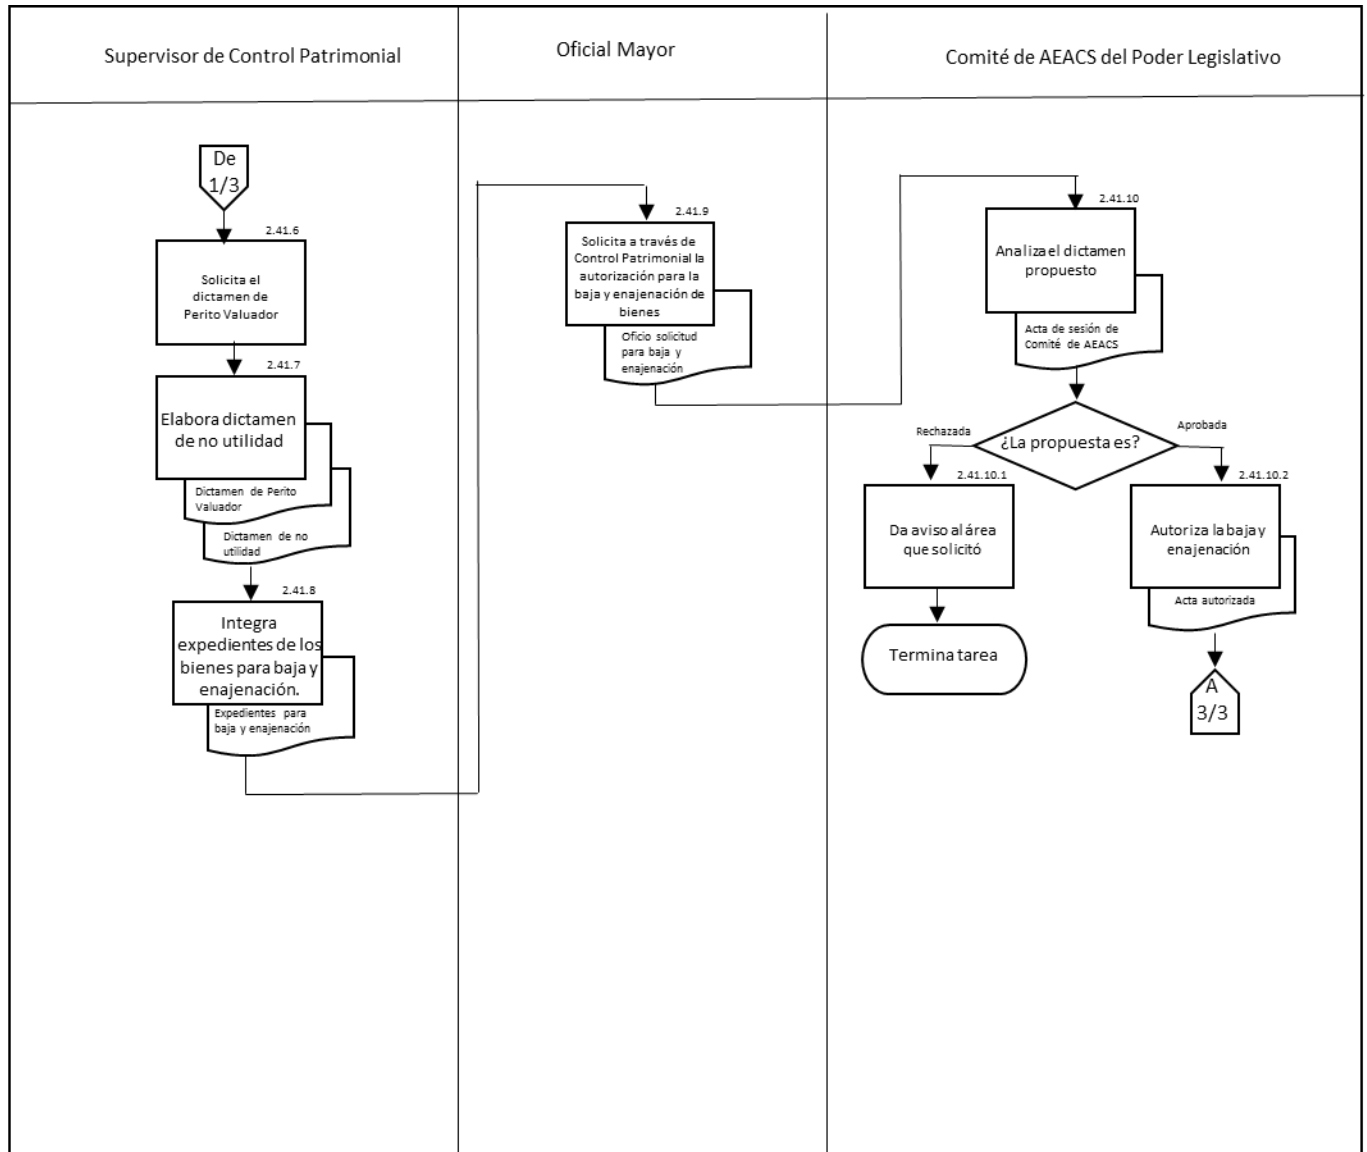 Supervisor de Control Patrimonial
Oficial Mayor
Comité de AEACS del Poder Legislativo
De
1/3
2.41.6
Solicita el
dictamen de
Perito Valuador
2.41.7
Elabora dictamen
de no utilidad
Dictamen de Perito
Valuador
Dictamen de no
utilidad
2.41.8
Integra
expedientes de los
bienes para baja y
enajenación.
Expedientes para
baja y enajenación
2.41.9
Solicita a través de
Control Patrimonial la
autorización para la
baja y enajenación de
bienes
Oficio solicitud
para baja y
enajenación
2.41.10
Analiza el dictamen
propuesto
Acta de sesión de
Comité de AEACS
¿La propuesta es?
Rechazada
Aprobada
2.41.10.1
Da aviso al área
que solicitó
Termina tarea
2.41.10.2
Autoriza la baja y
enajenación
Acta autorizada
A
3/3